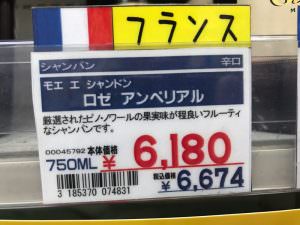 フランス
シャンパン 辛口
モエ エ シャンドン
ロゼ アンペリアル
厳選されたピノ・ノワールの果実味が程良いフルーティ
なシャンパンです。
00045792 本体価格
750ML ¥6,180
税込価格 ¥6,674
3 185370 074831